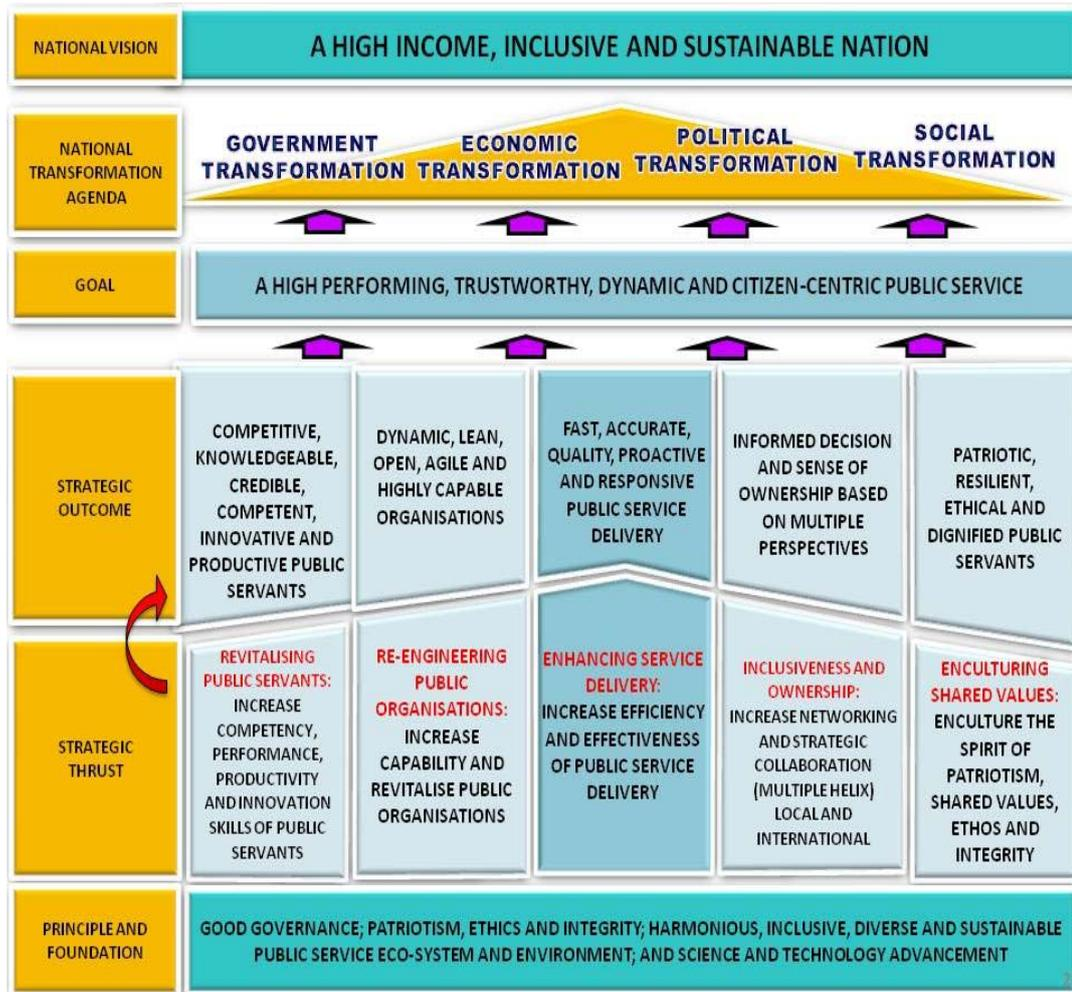 NATIONAL VISION
A HIGH INCOME, INCLUSIVE AND SUSTAINABLE NATION
NATIONAL
TRANSFORMATION
AGENDA
GOVERNMENT
TRANSFORMATION
ECONOMIC
TRANSFORMATION
POLITICAL
TRANSFORMATION
SOCIAL
TRANSFORMATION
GOAL
A HIGH PERFORMING, TRUSTWORTHY, DYNAMIC AND CITIZEN-CENTRIC PUBLIC SERVICE
STRATEGIC
OUTCOME
COMPETITIVE,
KNOWLEDGEABLE,
CREDIBLE,
COMPETENT,
INNOVATIVE AND
PRODUCTIVE PUBLIC
SERVANTS
DYNAMIC, LEAN,
OPEN, AGILE AND
HIGHLY CAPABLE
ORGANISATIONS
FAST, ACCURATE,
QUALITY, PROACTIVE
AND RESPONSIVE
PUBLIC SERVICE
DELIVERY
INFORMED DECISION
AND SENSE OF
OWNERSHIP BASED
ON MULTIPLE
PERSPECTIVES
PATRIOTIC,
RESILIENT,
ETHICAL AND
DIGNIFIED PUBLIC
SERVANTS
STRATEGIC
THRUST
REVITALISING
PUBLIC SERVANTS:
INCREASE
COMPETENCY,
PERFORMANCE,
PRODUCTIVITY
AND INNOVATION
SKILLS OF PUBLIC
SERVANTS
RE-ENGINEERING
PUBLIC
ORGANISATIONS:
INCREASE
CAPABILITY AND
REVITALISE PUBLIC
ORGANISATIONS
ENHANCING SERVICE
DELIVERY:
INCREASE EFFICIENCY
AND EFFECTIVENESS
OF PUBLIC SERVICE
DELIVERY
INCLUSIVENESS AND
OWNERSHIP:
INCREASE NETWORKING
AND STRATEGIC
COLLABORATION
(MULTIPLE HELIX)
LOCAL AND
INTERNATIONAL
ENCULTURING
SHARED VALUES:
ENCULTURE THE
SPIRIT OF
PATRIOTISM,
SHARED VALUES,
ETHOS AND
INTEGRITY
PRINCIPLE AND
FOUNDATION
GOOD GOVERNANCE; PATRIOTISM, ETHICS AND INTEGRITY; HARMONIOUS, INCLUSIVE, DIVERSE AND SUSTAINABLE
PUBLIC SERVICE ECO-SYSTEM AND ENVIRONMENT; AND SCIENCE AND TECHNOLOGY ADVANCEMENT